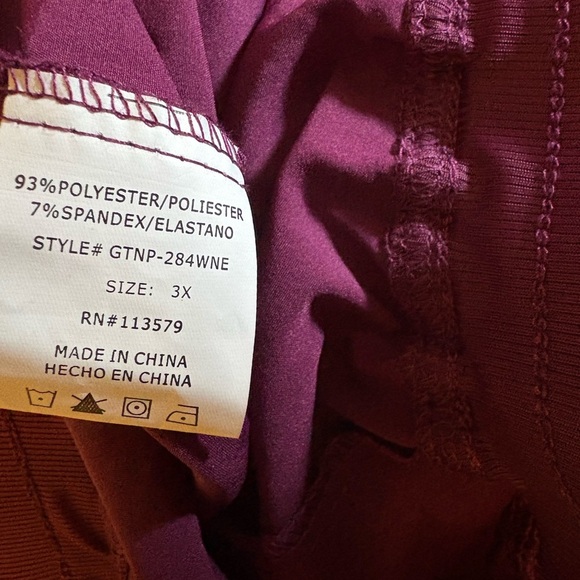 93%POLYESTER/POLIESTER
7%SPANDEX/ELASTANO
STYLE# GTNP-284WNE
SIZE: 3X
RN#113579
MADE IN CHINA
HECHO EN CHINA